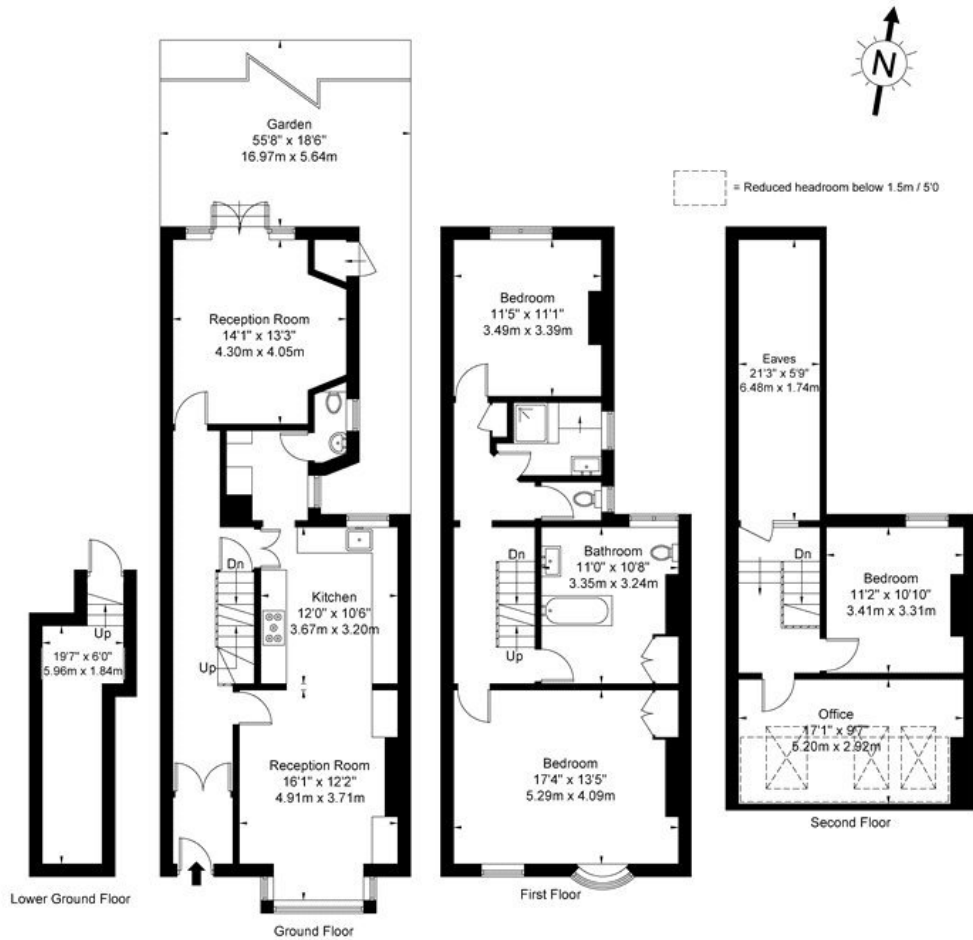 N
Garden
55'8" x 18'6"
16.97m x 5.64m
= Reduced headroom below 1.5m / 5'0
Reception Room
14'1" x 13'3"
4.30m x 4.05m
Dn
Kitchen
12'0" x 10'6"
3.67m x 3.20m
Up
Reception Room
16'1" x 12'2"
4.91m x 3.71m
Ground Floor
Up
19'7" x 6'0"
5.96m x 1.84m
Lower Ground Floor
Bedroom
11'5" x 11'1"
3.49m x 3.39m
Dn
Up
Bathroom
11'0" x 10'8"
3.35m x 3.24m
Bedroom
17'4" x 13'5"
5.29m x 4.09m
First Floor
Eaves
21'3" x 5'9"
6.48m x 1.74m
Dn
Bedroom
11'2" x 10'10"
3.41m x 3.31m
Office
17'1" x 9'7"
5.20m x 2.92m
Second Floor